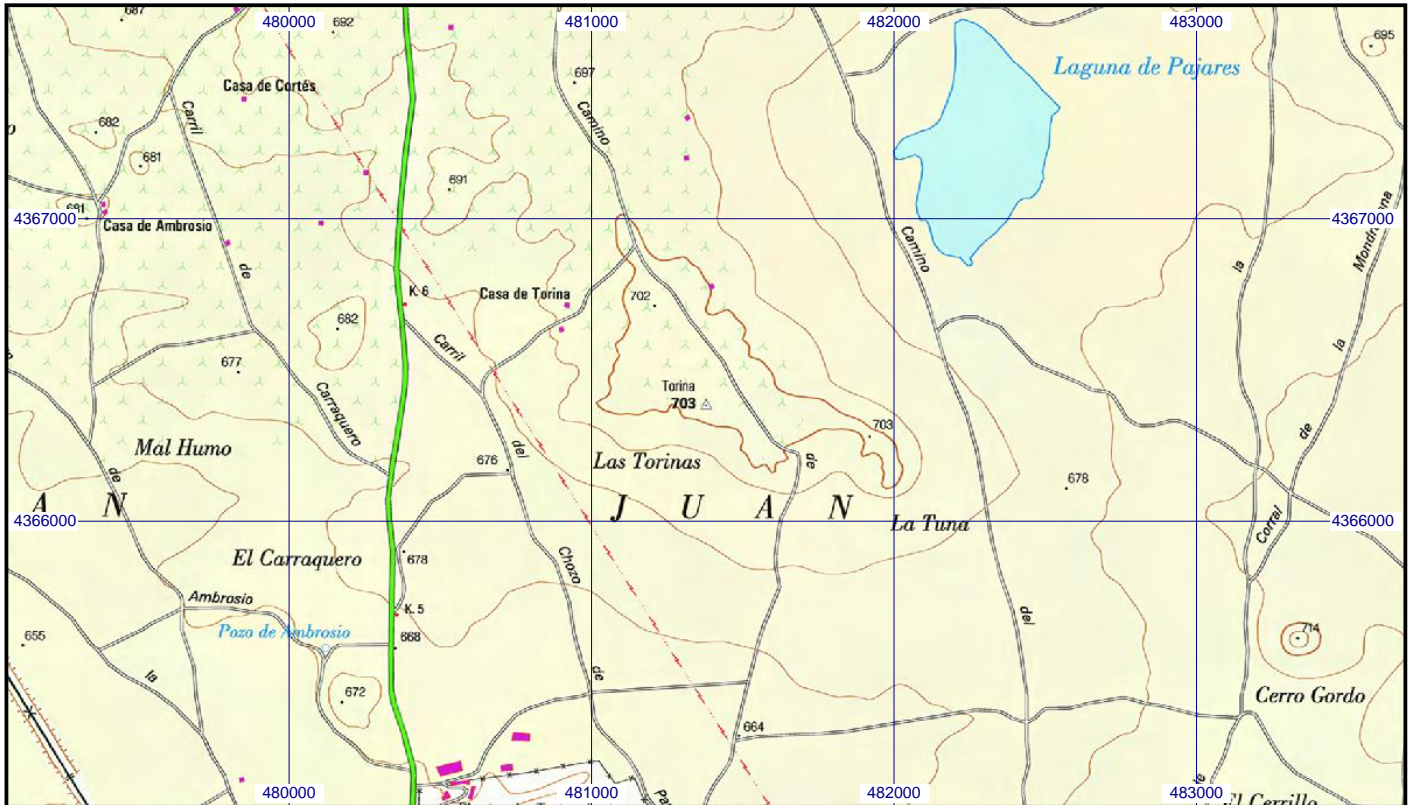 480000
481000
482000
483000
687
692
695
Laguna de Pajares
697
Casa de Cortés
Carril
Camino
682
681
691
681
4367000
4367000
Casa de Ambrosio
Camino
de
la
K. 6
Casa de Torina
702
682
Carril
la
677
Torina
703
Carraquero
703
de
Mal Humo
del
676
Las Torinas
de
de
678
A N
J U A N
4366000
La Tuna
4366000
Corral
El Carraquero
678
Chozo
Ambrosio
K. 5
del
Pozo de Ambrosio
668
714
655
la
de
672
Cerro Gordo
664
480000
481000
482000
483000
El Cerrillo